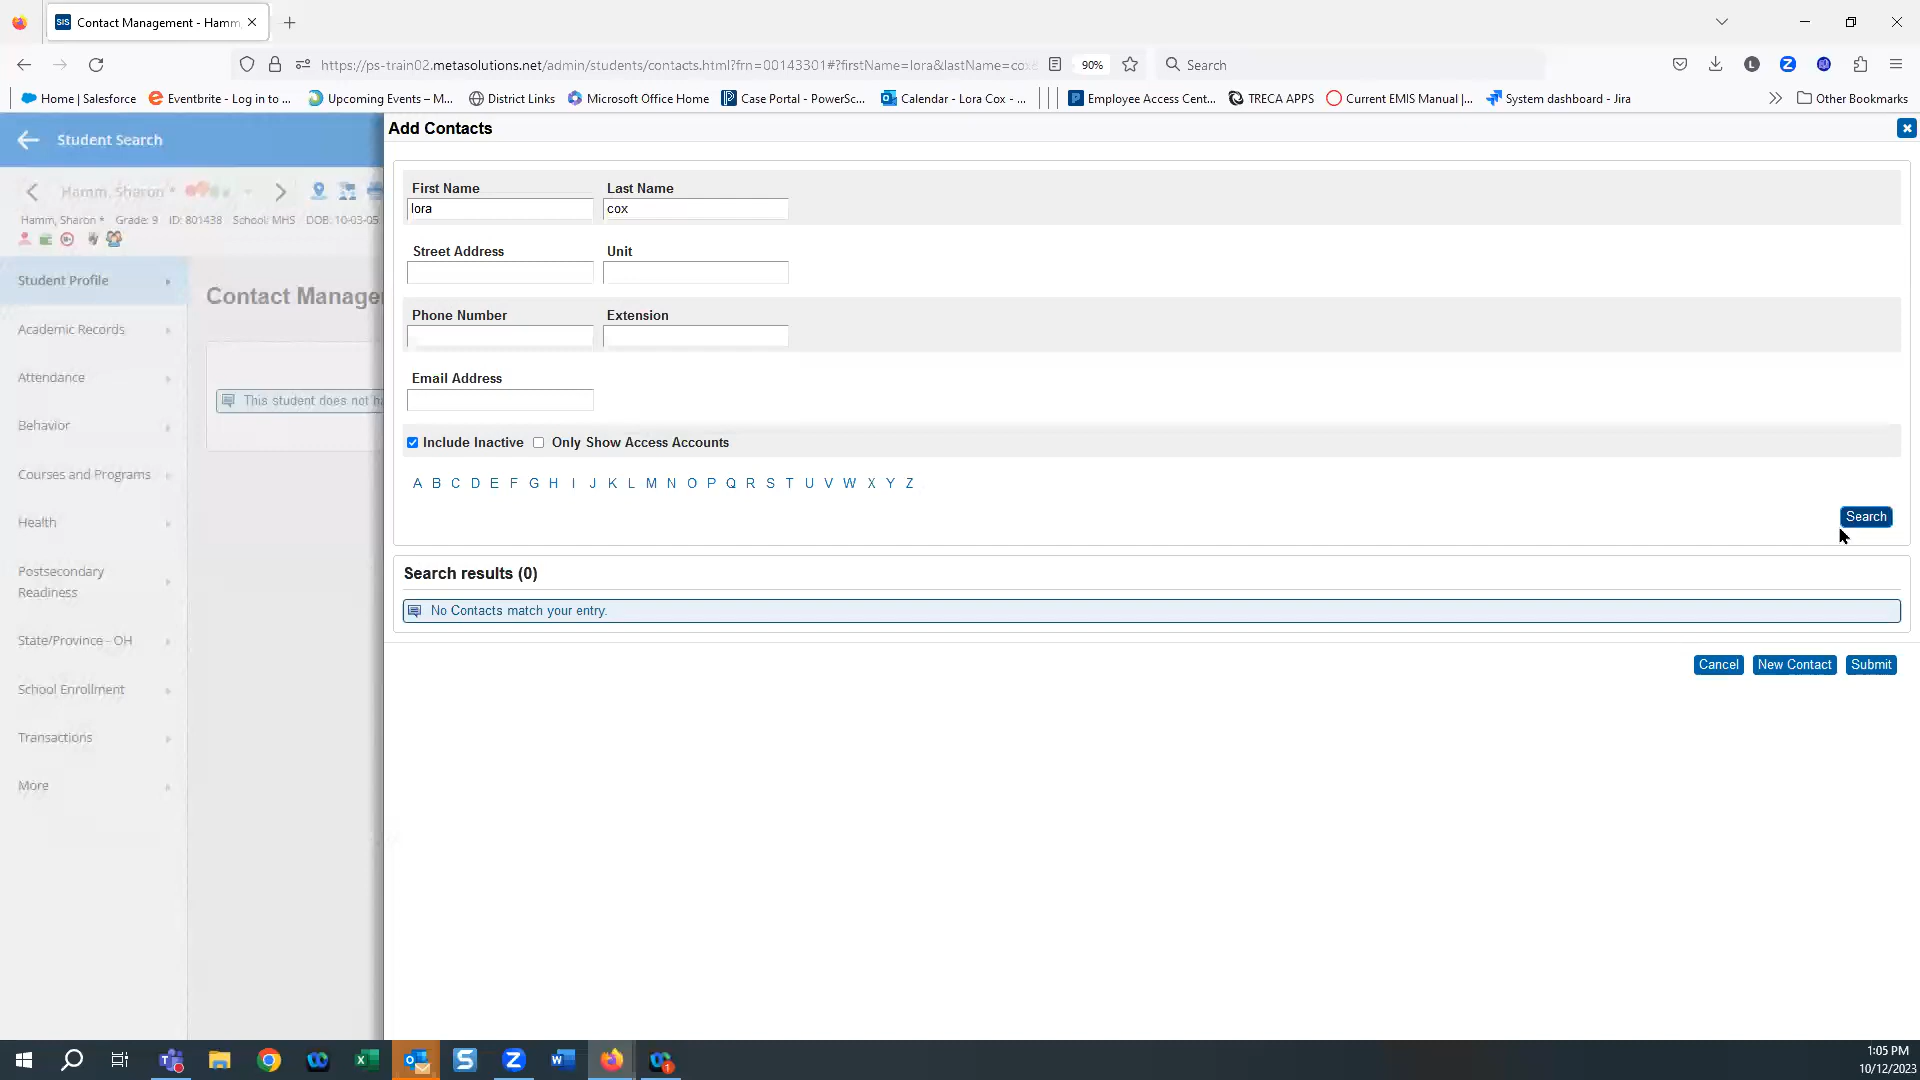 Contact Management - Hamm,
https://ps-train02.metasolutions.net/admin/students/contacts.html?frn=00143301#?firstName=lora&lastName=cox
90%
Search
Home | Salesforce
Eventbrite - Log in to ...
Upcoming Events – M...
District Links
Microsoft Office Home
Case Portal - PowerSc...
Calendar - Lora Cox - ...
Employee Access Cent...
TRECA APPS
Current EMIS Manual |...
System dashboard - Jira
Other Bookmarks
Student Search
Hamm, Sharon *
Hamm, Sharon * Grade: 9 ID: 801438 School: MHS DOB: 10-03-05
Student Profile
Academic Records
Attendance
Behavior
Courses and Programs
Health
Postsecondary
Readiness
State/Province - OH
School Enrollment
Transactions
More
Contact Manage
This student does not h
Add Contacts
First Name Last Name
lora cox
Street Address Unit
Phone Number Extension
Email Address
Include Inactive Only Show Access Accounts
A B C D E F G H I J K L M N O P Q R S T U V W X Y Z
Search
Search results (0)
No Contacts match your entry.
Cancel New Contact Submit
1:05 PM
10/12/2023